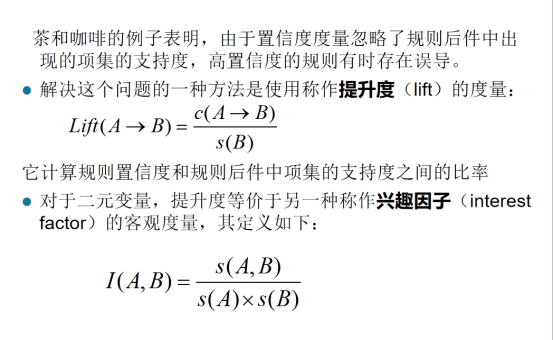 茶和咖啡的例子表明，由于置信度度量忽略了规则后件中出
现的项集的支持度，高置信度的规则有时存在误导。
● 解决这个问题的一种方法是使用称作提升度（lift）的度量：
Lift(A → B) = c(A → B) / s(B)
它计算规则置信度和规则后件中项集的支持度之间的比率
● 对于二元变量，提升度等价于另一种称作兴趣因子（interest
factor）的客观度量，其定义如下：
I(A, B) = s(A, B) / s(A) × s(B)